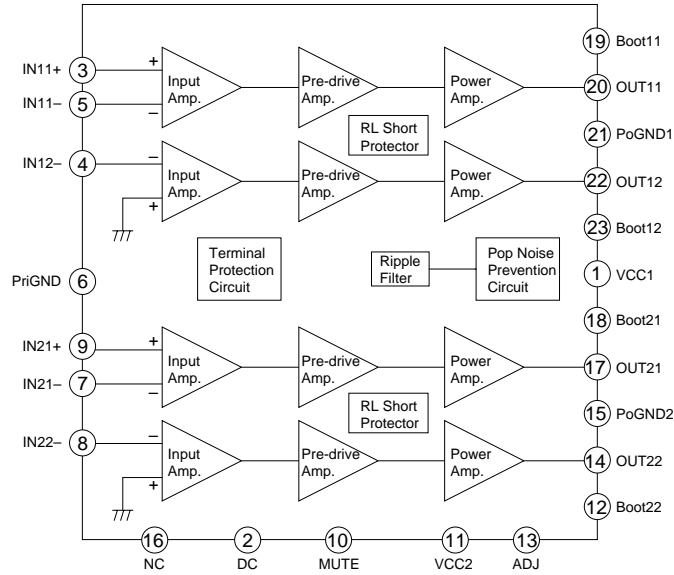 19 Boot11
IN11+ 3 + Input Amp. Pre-drive Amp. Power Amp. 20 OUT11
IN11– 5 –
RL Short Protector
21 PoGND1
IN12– 4 – Input Amp. Pre-drive Amp. Power Amp. 22 OUT12
+
23 Boot12
Terminal Protection Circuit
Ripple Filter
Pop Noise Prevention Circuit
PriGND 6
1 VCC1
18 Boot21
IN21+ 9 + Input Amp. Pre-drive Amp. Power Amp. 17 OUT21
IN21– 7 –
RL Short Protector
15 PoGND2
IN22– 8 – Input Amp. Pre-drive Amp. Power Amp. 14 OUT22
+
12 Boot22
16 2 10 11 13
NC DC MUTE VCC2 ADJ